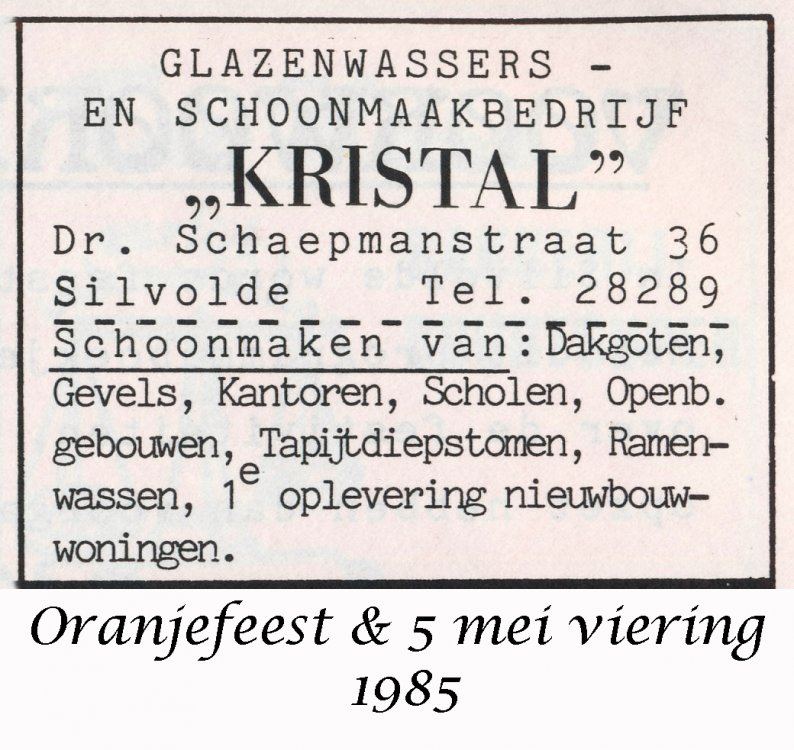 GLAZENWASSERS –
EN SCHOONMAAKBEDRIJF
„KRISTAL”
Dr. Schaepmanstraat 36
Silvolde Tel. 28289
Schoonmaken van: Dakgoten,
Gevels, Kantoren, Scholen, Openb.
gebouwen, Tapijtdiepstomen, Ramen-
wassen, 1e oplevering nieuwbouw-
woningen.
Oranjefeest & 5 mei viering
1985